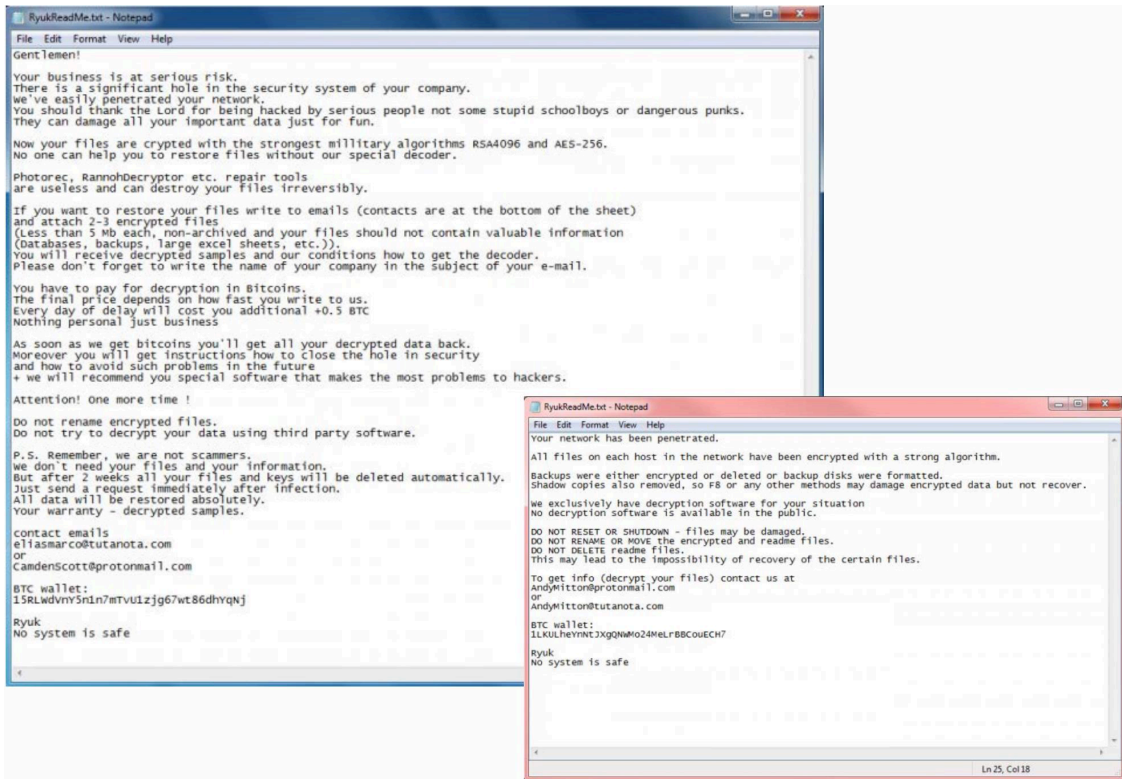 RyukReadMe.txt - Notepad
File Edit Format View Help
Gentlemen!
Your business is at serious risk.
There is a significant hole in the security system of your company.
We've easily penetrated your network.
You should thank the Lord for being hacked by serious people not some stupid schoolboys or dangerous punks.
They can damage all your important data just for fun.
Now your files are crypted with the strongest millitary algorithms RSA4096 and AES-256.
No one can help you to restore files without our special decoder.
Photorec, RannohDecryptor etc. repair tools
are useless and can destroy your files irreversibly.
If you want to restore your files write to emails (contacts are at the bottom of the sheet)
and attach 2-3 encrypted files
(Less than 5 Mb each, non-archived and your files should not contain valuable information
(Databases, backups, large excel sheets, etc.)).
You will receive decrypted samples and our conditions how to get the decoder.
Please don't forget to write the name of your company in the subject of your e-mail.
You have to pay for decryption in Bitcoins.
The final price depends on how fast you write to us.
Every day of delay will cost you additional +0.5 BTC
Nothing personal just business
As soon as we get bitcoins you'll get all your decrypted data back.
Moreover you will get instructions how to close the hole in security
and how to avoid such problems in the future
+ we will recommend you special software that makes the most problems to hackers.
Attention! One more time !
Do not rename encrypted files.
Do not try to decrypt your data using third party software.
P.S. Remember, we are not scammers.
We don`t need your files and your information.
But after 2 weeks all your files and keys will be deleted automatically.
Just send a request immediately after infection.
All data will be restored absolutely.
Your warranty - decrypted samples.
contact emails
eliasmarco@tutanota.com
or
CamdenScott@protonmail.com
BTC wallet:
15RLWdVnY5n1n7mTvU1zjg67wt86dhYqNj
Ryuk
No system is safe
RyukReadMe.txt - Notepad
File Edit Format View Help
Your network has been penetrated.
All files on each host in the network have been encrypted with a strong algorithm.
Backups were either encrypted or deleted or backup disks were formatted.
Shadow copies also removed, so F8 or any other methods may damage encrypted data but not recover.
We exclusively have decryption software for your situation
No decryption software is available in the public.
DO NOT RESET OR SHUTDOWN - files may be damaged.
DO NOT RENAME OR MOVE the encrypted and readme files.
DO NOT DELETE readme files.
This may lead to the impossibility of recovery of the certain files.
To get info (decrypt your files) contact us at
AndyMitton@protonmail.com
or
AndyMitton@tutanota.com
BTC wallet:
1LKULheYnNtJXgQNWMo24MeLrBBCouECH7
Ryuk
No system is safe
Ln 25, Col 18